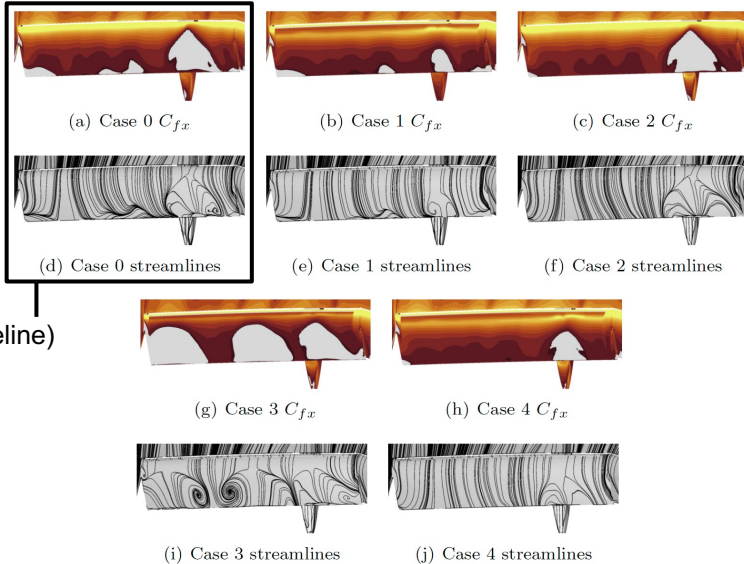 (a) Case 0 C_{fx}
(b) Case 1 C_{fx}
(c) Case 2 C_{fx}
(d) Case 0 streamlines
(e) Case 1 streamlines
(f) Case 2 streamlines
eline)
(g) Case 3 C_{fx}
(h) Case 4 C_{fx}
(i) Case 3 streamlines
(j) Case 4 streamlines